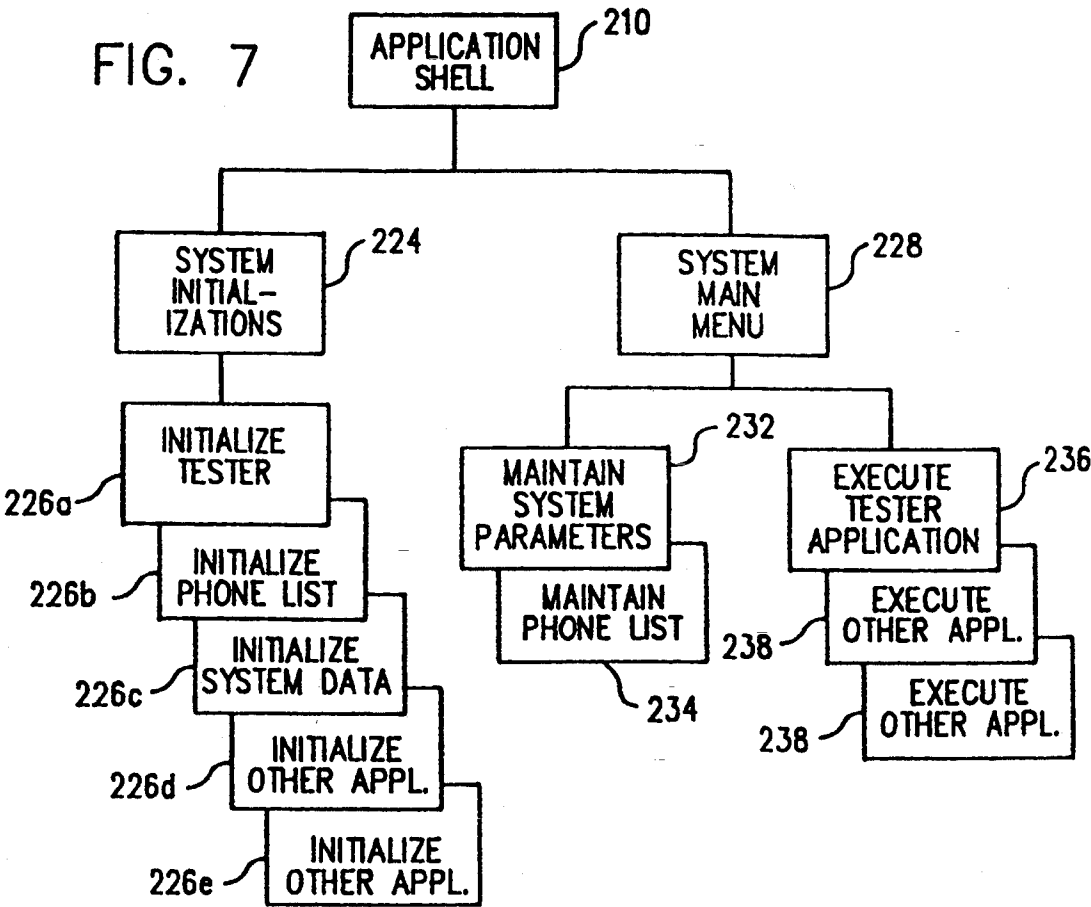 FIG. 7
APPLICATION
SHELL
210
SYSTEM
INITIAL-
IZATIONS
224
SYSTEM
MAIN
MENU
228
INITIALIZE
TESTER
226a
INITIALIZE
PHONE LIST
226b
INITIALIZE
SYSTEM DATA
226c
INITIALIZE
OTHER APPL.
226d
INITIALIZE
OTHER APPL.
226e
MAINTAIN
SYSTEM
PARAMETERS
232
MAINTAIN
PHONE LIST
234
EXECUTE
TESTER
APPLICATION
236
EXECUTE
OTHER APPL.
238
EXECUTE
OTHER APPL.
238